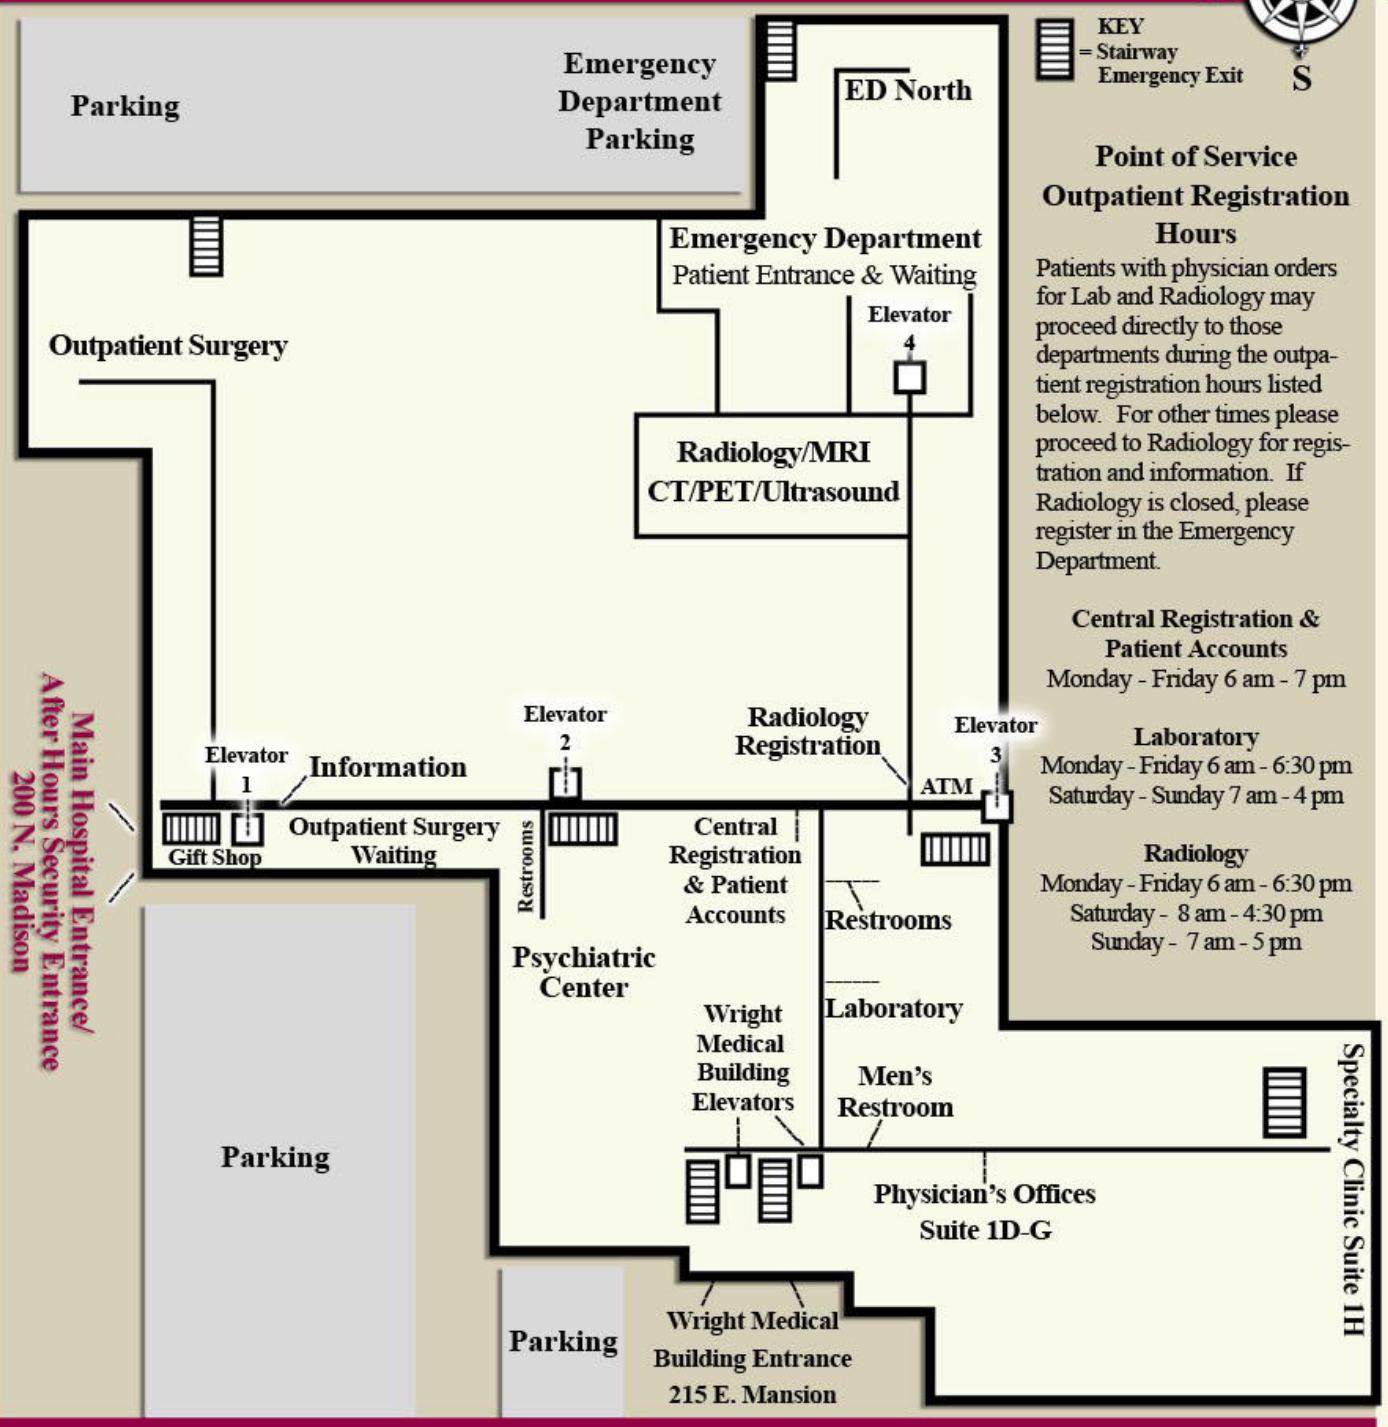 KEY
= Stairway
Emergency Exit
S
Parking
Emergency
Department
Parking
ED North
Emergency Department
Patient Entrance & Waiting
Elevator
4
Outpatient Surgery
Radiology/MRI
CT/PET/Ultrasound
Elevator
1
Information
Elevator
2
Radiology
Registration
ATM
Elevator
3
Gift Shop
Outpatient Surgery
Waiting
Restrooms
Central
Registration
& Patient
Accounts
Restrooms
Psychiatric
Center
Laboratory
Wright
Medical
Building
Elevators
Men's
Restroom
Physician's Offices
Suite 1D-G
Specialty Clinic Suite 1H
Main Hospital Entrance/
After Hours Security Entrance
200 N. Madison
Parking
Parking
Wright Medical
Building Entrance
215 E. Mansion
Point of Service
Outpatient Registration
Hours
Patients with physician orders
for Lab and Radiology may
proceed directly to those
departments during the outpa-
tient registration hours listed
below.  For other times please
proceed to Radiology for regis-
tration and information.  If
Radiology is closed, please
register in the Emergency
Department.
Central Registration &
Patient Accounts
Monday - Friday 6 am - 7 pm
Laboratory
Monday - Friday 6 am - 6:30 pm
Saturday - Sunday 7 am - 4 pm
Radiology
Monday - Friday 6 am - 6:30 pm
Saturday -  8 am - 4:30 pm
Sunday -  7 am - 5 pm